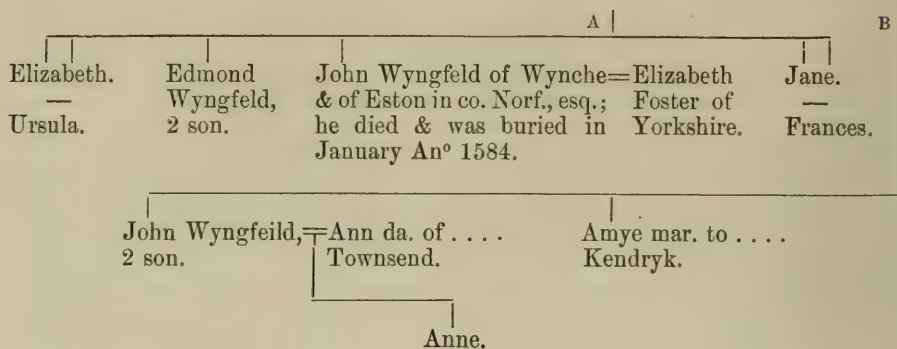 A B
Elizabeth.
—
Ursula.
Edmond
Wyngfeld,
2 son.
John Wyngfeld of Wynche=Elizabeth
& of Eston in co. Norf., esq.; Foster of
he died & was buried in Yorkshire.
January Anº 1584.
Jane.
—
Frances.
John Wyngfeild,=Ann da. of . . . .
2 son. Townsend.
Amye mar. to . . . .
Kendryk.
Anne.